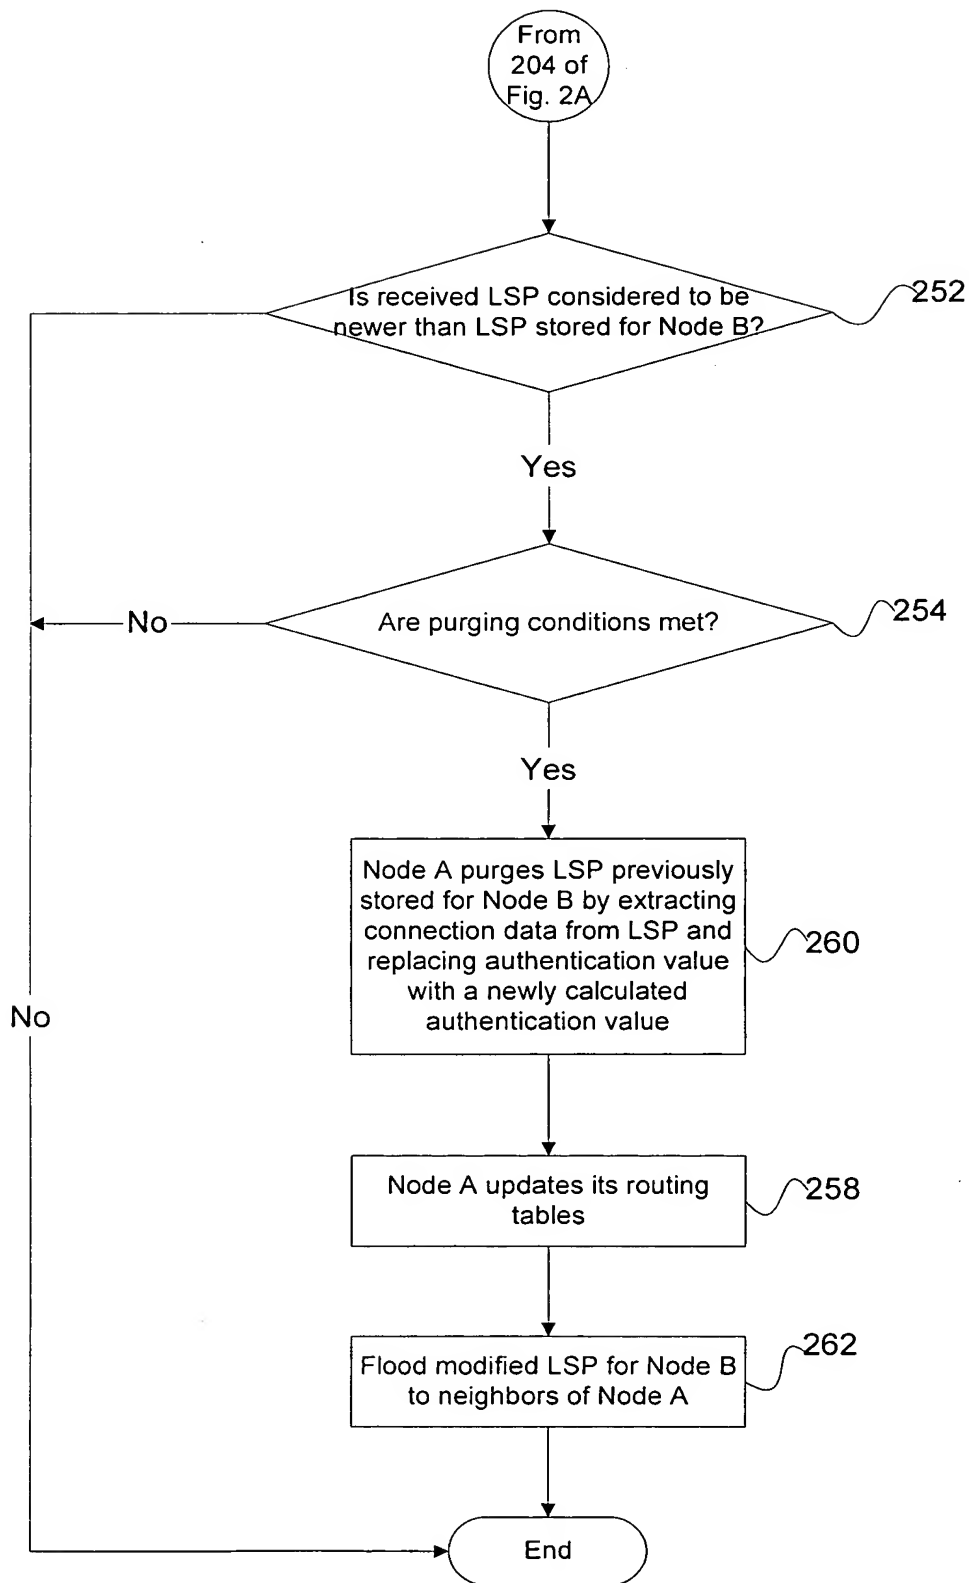 From
204 of
Fig. 2A
Is received LSP considered to be
newer than LSP stored for Node B?
252
Yes
Are purging conditions met?
254
No
Yes
Node A purges LSP previously
stored for Node B by extracting
connection data from LSP and
replacing authentication value
with a newly calculated
authentication value
260
No
Node A updates its routing
tables
258
Flood modified LSP for Node B
to neighbors of Node A
262
End